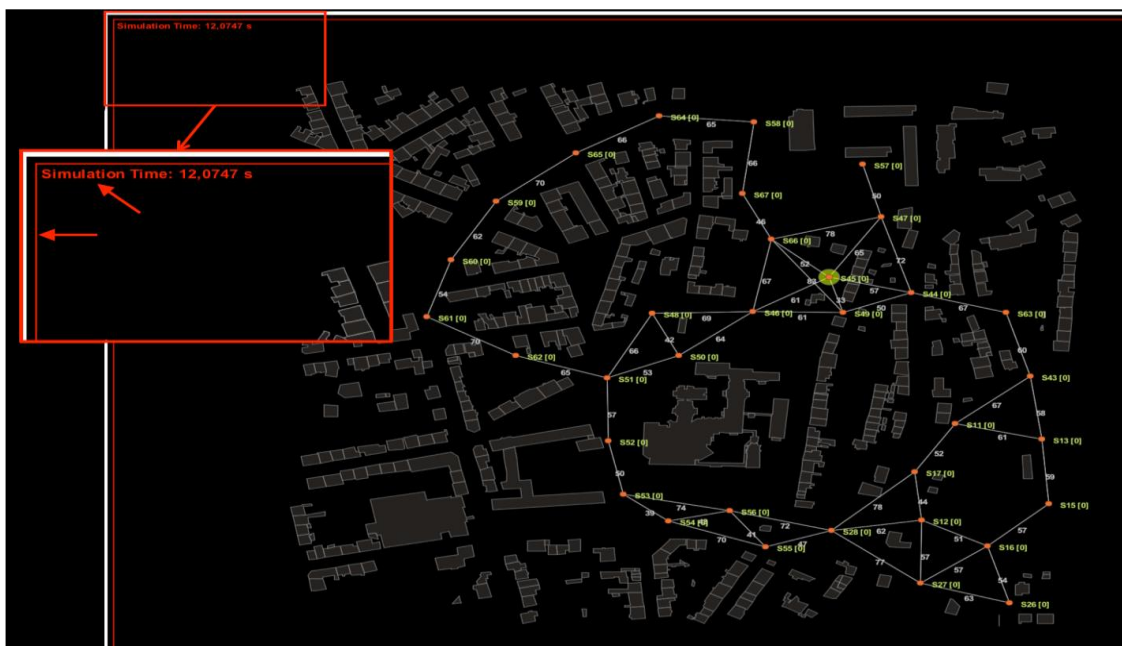 Simulation Time: 12,0747 s
Simulation Time: 12,0747 s
S64 [0]
65
S58 [0]
66
S65 [0]
66
S57 [0]
70
S67 [0]
50
S59 [0]
46
S47 [0]
78
S66 [0]
62
52
65
S60 [0]
72
67
S45 [0]
83
57
54
61
33
S44 [0]
50
67
S61 [0]
S48 [0]
69
S46 [0]
61
S49 [0]
S63 [0]
70
66
42
64
60
S62 [0]
S50 [0]
65
53
S51 [0]
S43 [0]
67
57
58
S11 [0]
61
S13 [0]
S52 [0]
52
50
S17 [0]
59
S53 [0]
74
78
44
S15 [0]
39
S56 [0]
S54 [0]
72
S12 [0]
57
41
62
51
70
47
S28 [0]
S55 [0]
S16 [0]
77
57
57
54
S27 [0]
63
S26 [0]